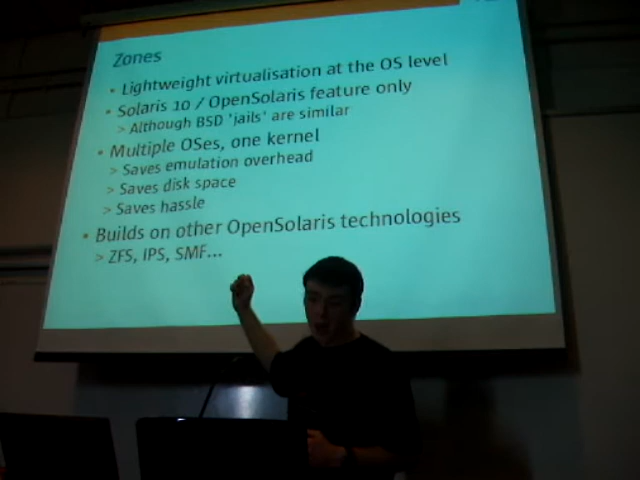 Zones
• Lightweight virtualisation at the OS level
• Solaris 10 / OpenSolaris feature only
> Although BSD 'jails' are similar
• Multiple OSes, one kernel
> Saves emulation overhead
> Saves disk space
> Saves hassle
• Builds on other OpenSolaris technologies
> ZFS, IPS, SMF...